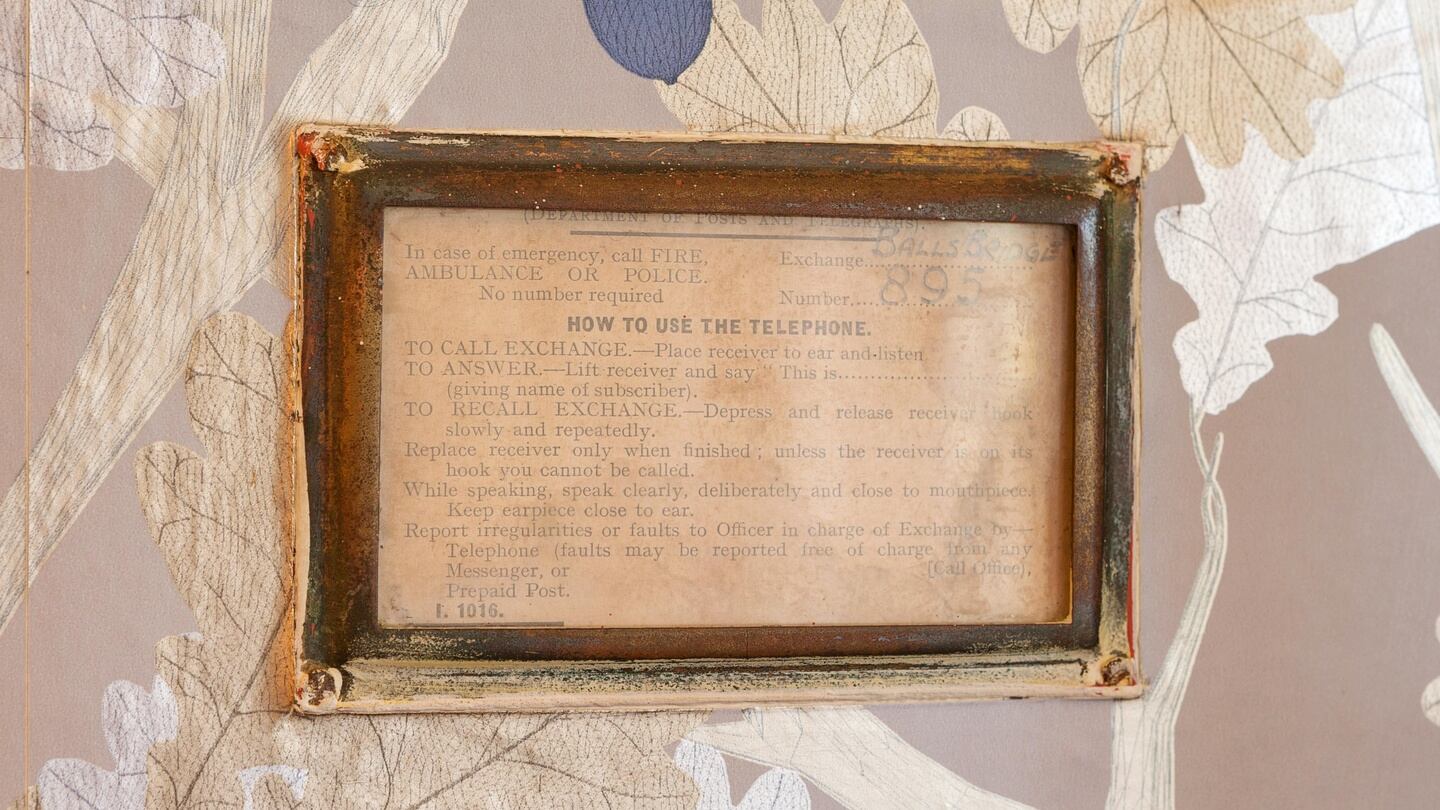 (DEPARTMENT OF POSTS AND TELEGRAPHS).
In case of emergency, call FIRE,
AMBULANCE OR POLICE.
No number required
Exchange..... BALLSBRIDGE
Number..... 895
HOW TO USE THE TELEPHONE.
TO CALL EXCHANGE.—Place receiver to ear and listen.
TO ANSWER.—Lift receiver and say "This is..............................
(giving name of subscriber).
TO RECALL EXCHANGE.—Depress and release receiver hook
slowly and repeatedly.
Replace receiver only when finished; unless the receiver is on its
hook you cannot be called.
While speaking, speak clearly, deliberately and close to mouthpiece.
Keep earpiece close to ear.
Report irregularities or faults to Officer in charge of Exchange by—
Telephone (faults may be reported free of charge from any
Messenger, or [Call Office),
Prepaid Post.
T. 1016.